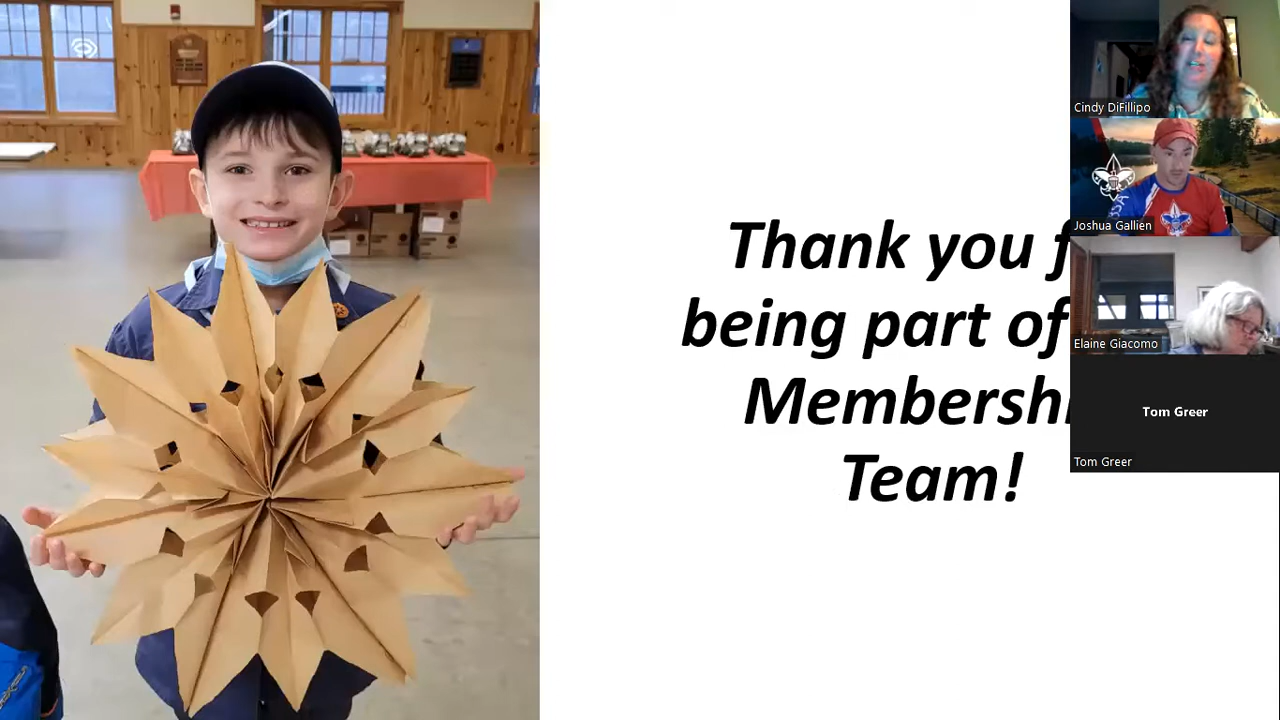 Thank you f
being part of
Membersh
Team!
Cindy DiFillipo
Joshua Gallien
Elaine Giacomo
Tom Greer
Tom Greer